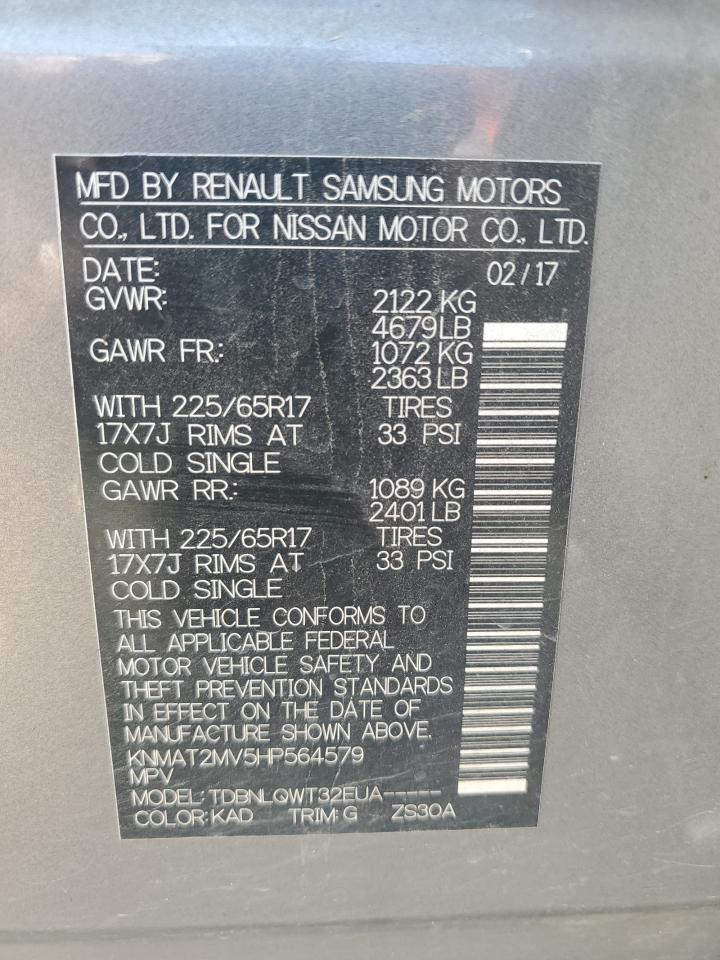 MFD BY RENAULT SAMSUNG MOTORS
CO., LTD. FOR NISSAN MOTOR CO., LTD.
DATE: 02/17
GVWR: 2122 KG
4679 LB
GAWR FR.: 1072 KG
2363 LB
WITH 225/65R17 TIRES
17X7J RIMS AT 33 PSI
COLD SINGLE
GAWR RR.: 1089 KG
2401 LB
WITH 225/65R17 TIRES
17X7J RIMS AT 33 PSI
COLD SINGLE
THIS VEHICLE CONFORMS TO
ALL APPLICABLE FEDERAL
MOTOR VEHICLE SAFETY AND
THEFT PREVENTION STANDARDS
IN EFFECT ON THE DATE OF
MANUFACTURE SHOWN ABOVE.
KNMAT2MV5HP564579
MPV
MODEL: TDBNLQWT32EUA-----
COLOR: KAD TRIM: G ZS30A